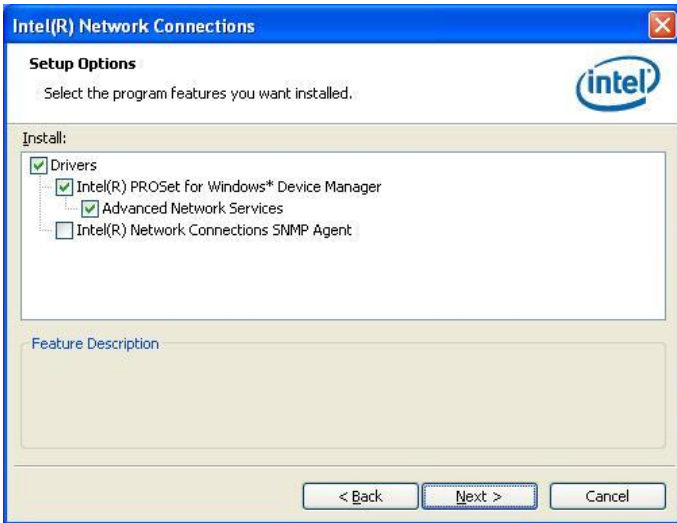 Intel(R) Network Connections
Setup Options
Select the program features you want installed.
intel
Install:
Drivers
Intel(R) PROSet for Windows* Device Manager
Advanced Network Services
Intel(R) Network Connections SNMP Agent
Feature Description
< Back
Next >
Cancel